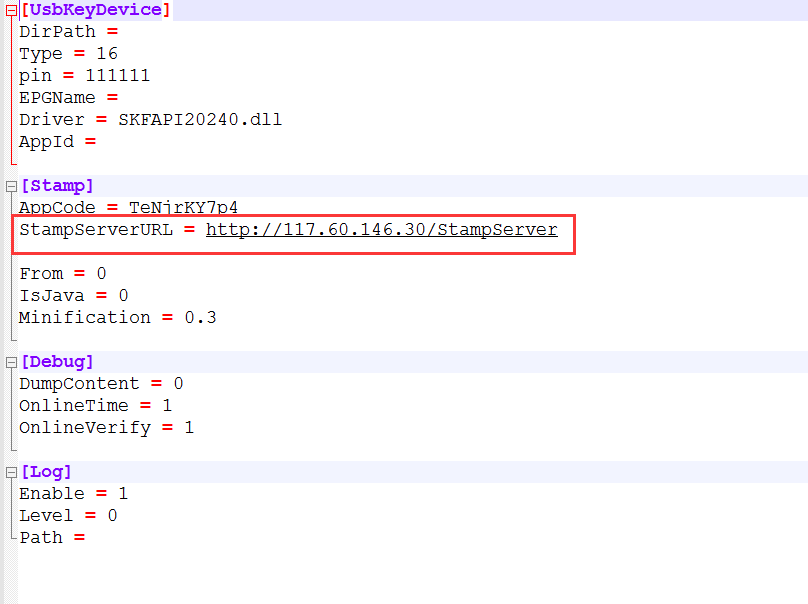 [UsbKeyDevice]
DirPath =
Type = 16
pin = 111111
EPGName =
Driver = SKFAPI20240.dll
AppId =
[Stamp]
AppCode = TeNjrKY7p4
StampServerURL = http://117.60.146.30/StampServer
From = 0
IsJava = 0
Minification = 0.3
[Debug]
DumpContent = 0
OnlineTime = 1
OnlineVerify = 1
[Log]
Enable = 1
Level = 0
Path =